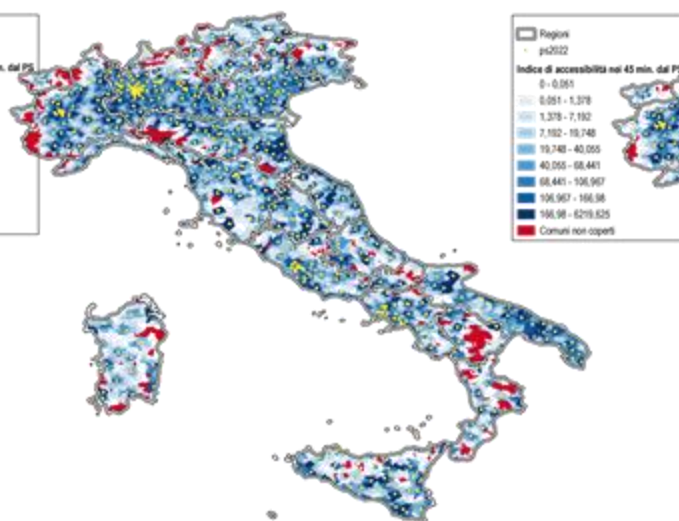 n. dal PS
Regioni
ps2022
Indice di accessibilità nei 45 min. dal PS
0 - 0,051
0,051 - 1,378
1,378 - 7,192
7,192 - 19,748
19,748 - 40,055
40,055 - 68,441
68,441 - 106,967
106,967 - 166,98
166,98 - 6219,625
Comuni non coperti